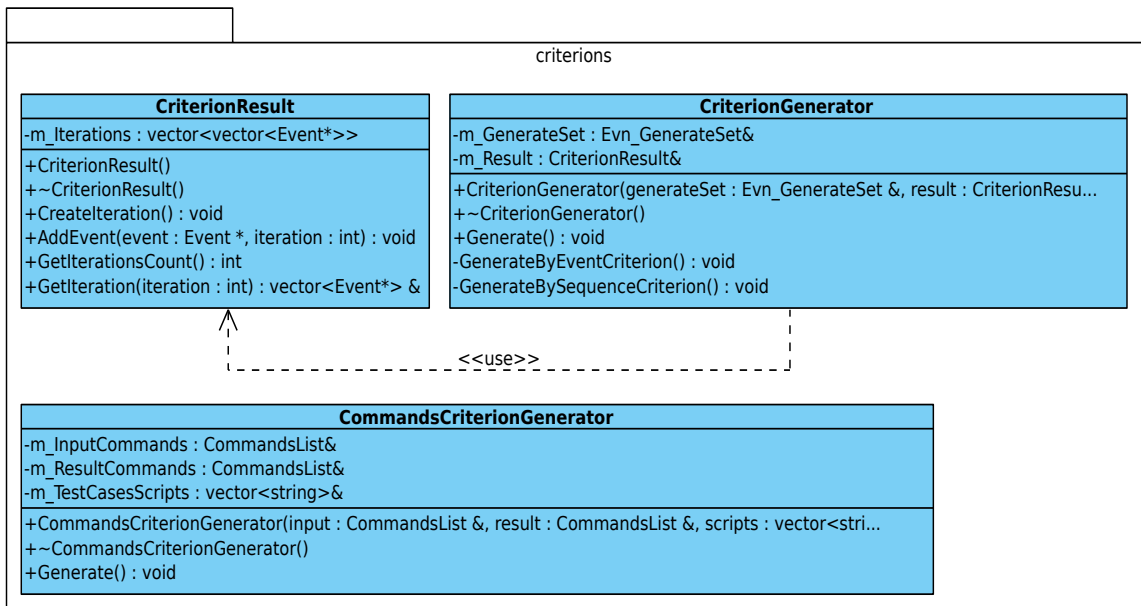 criterions
CriterionResult
-m_Iterations : vector<vector<Event*>>
+CriterionResult()
+~CriterionResult()
+CreateIteration() : void
+AddEvent(event : Event *, iteration : int) : void
+GetIterationsCount() : int
+GetIteration(iteration : int) : vector<Event*> &
CriterionGenerator
-m_GenerateSet : Evn_GenerateSet&
-m_Result : CriterionResult&
+CriterionGenerator(generateSet : Evn_GenerateSet &, result : CriterionResu...
+~CriterionGenerator()
+Generate() : void
-GenerateByEventCriterion() : void
-GenerateBySequenceCriterion() : void
<<use>>
CommandsCriterionGenerator
-m_InputCommands : CommandsList&
-m_ResultCommands : CommandsList&
-m_TestCasesScripts : vector<string>&
+CommandsCriterionGenerator(input : CommandsList &, result : CommandsList &, scripts : vector<stri...
+~CommandsCriterionGenerator()
+Generate() : void